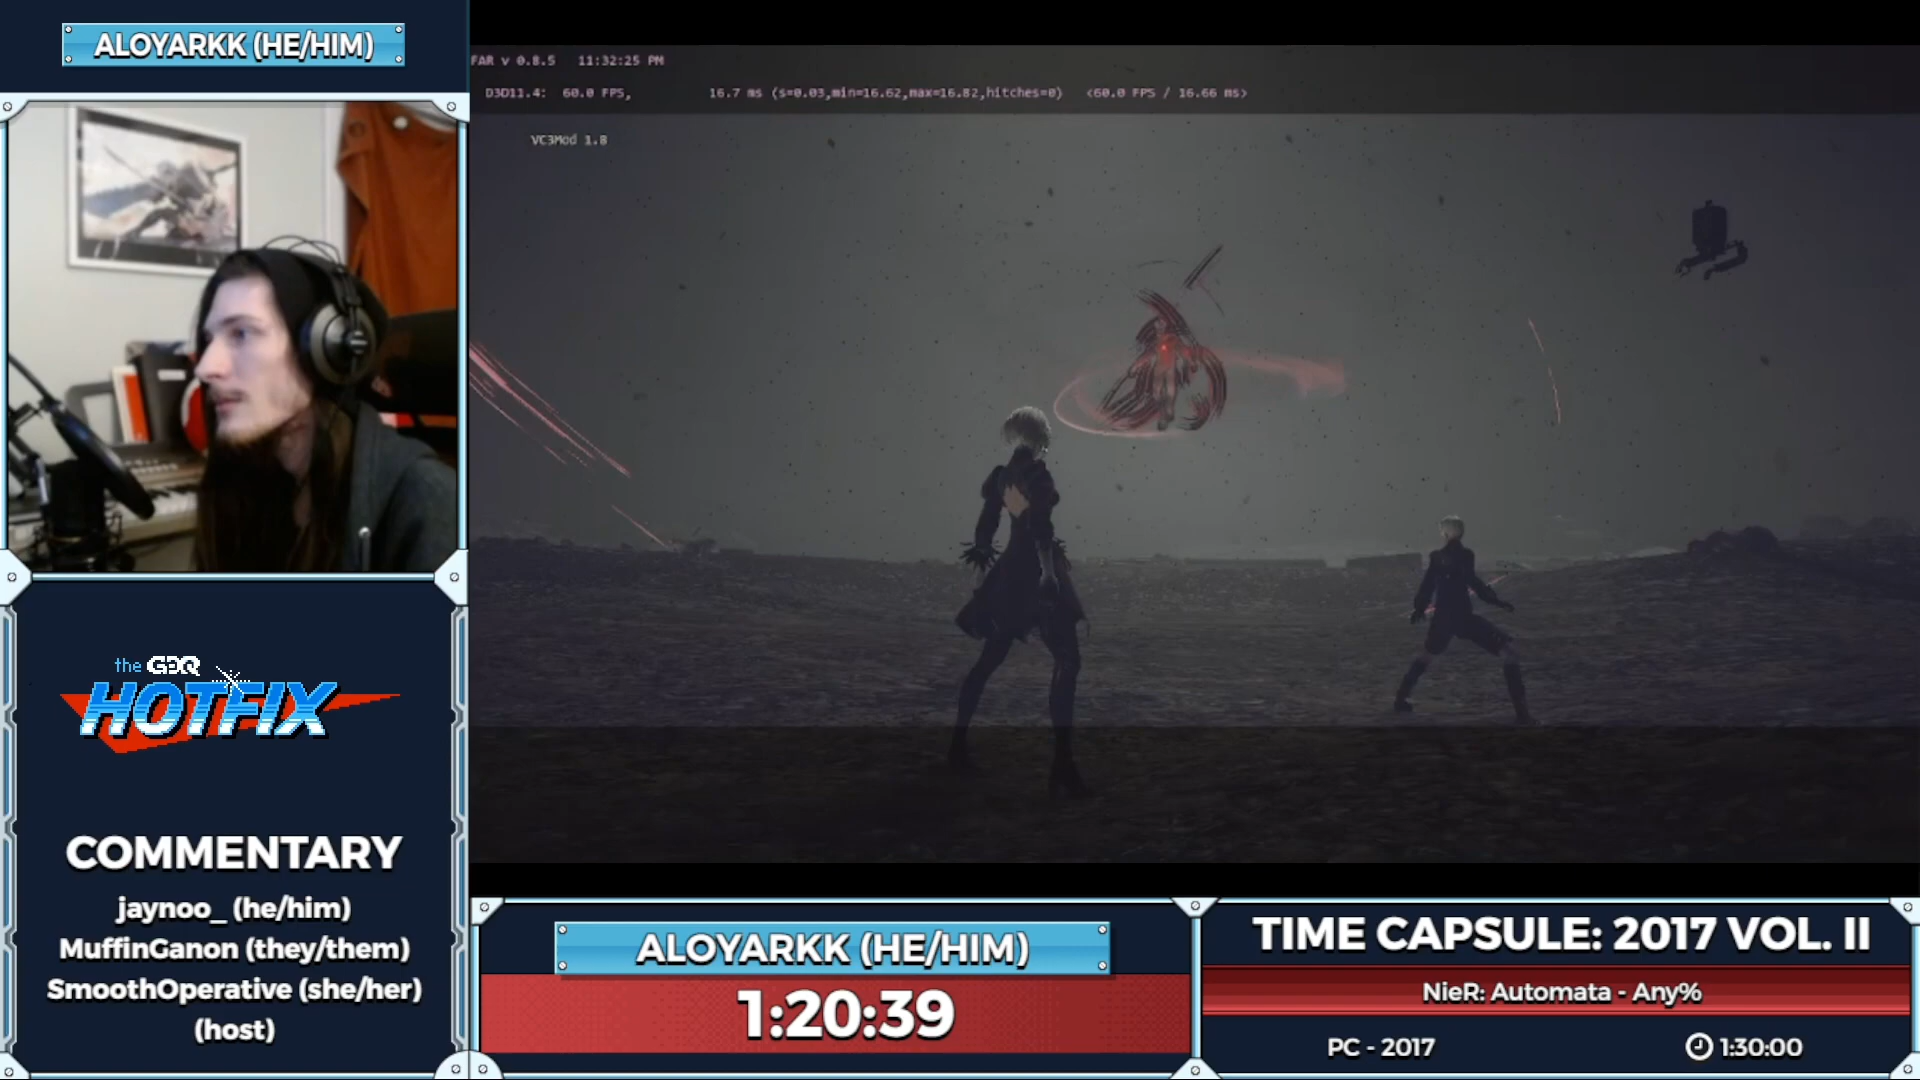 ALOYARKK (HE/HIM)
FAR v 0.8.5 11:32:25 PM
D3D11.4: 60.0 FPS, 16.7 ms (s=0.03,min=16.62,max=16.82,hitches=0) <60.0 FPS / 16.66 ms>
VC3Mod 1.8
the GDQ
HOTFIX
COMMENTARY
jaynoo_ (he/him)
MuffinGanon (they/them)
SmoothOperative (she/her)
(host)
ALOYARKK (HE/HIM)
1:20:39
TIME CAPSULE: 2017 VOL. II
NieR: Automata - Any%
PC - 2017
1:30:00